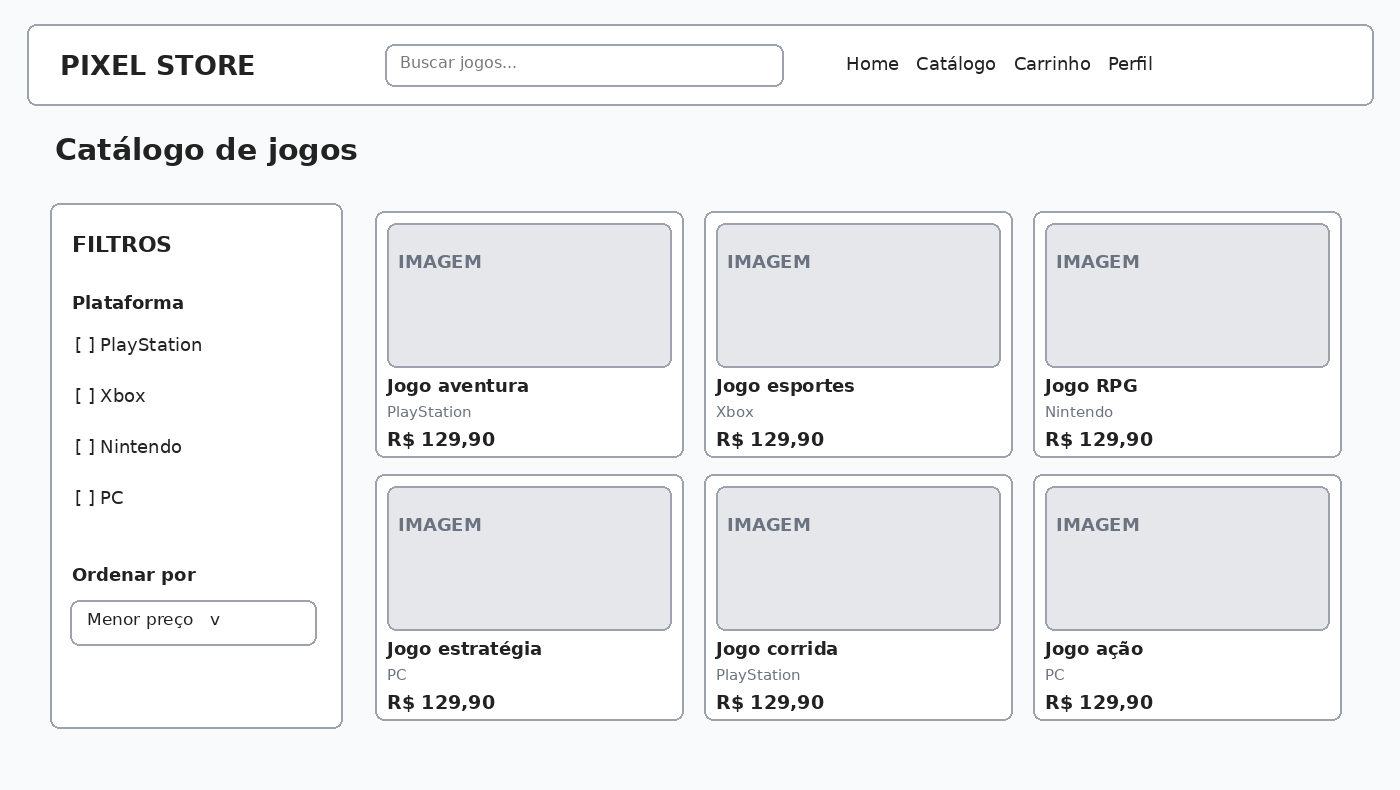 PIXEL STORE
Buscar jogos...
Home Catálogo Carrinho Perfil
Catálogo de jogos
FILTROS
Plataforma
[ ] PlayStation
[ ] Xbox
[ ] Nintendo
[ ] PC
Ordenar por
Menor preço v
IMAGEM
Jogo aventura
PlayStation
R$ 129,90
IMAGEM
Jogo esportes
Xbox
R$ 129,90
IMAGEM
Jogo RPG
Nintendo
R$ 129,90
IMAGEM
Jogo estratégia
PC
R$ 129,90
IMAGEM
Jogo corrida
PlayStation
R$ 129,90
IMAGEM
Jogo ação
PC
R$ 129,90